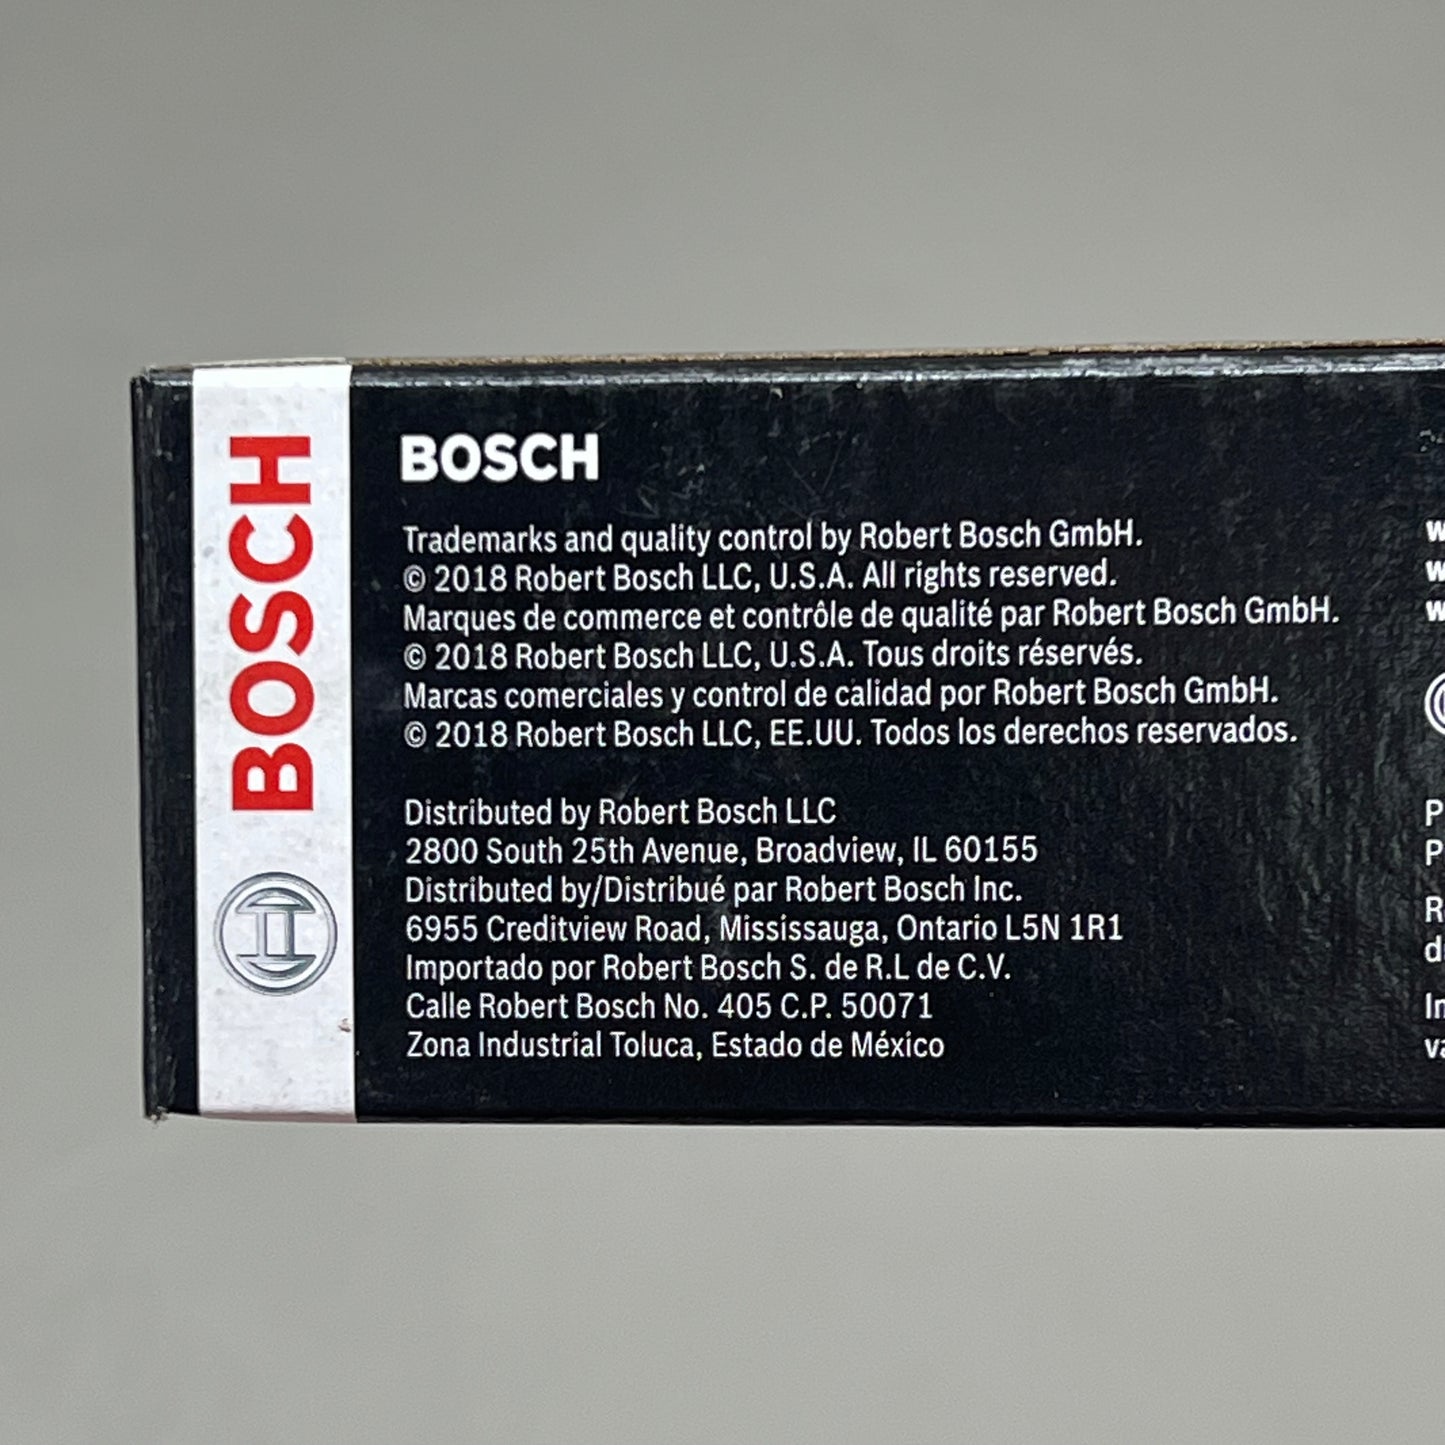 BOSCH
BOSCH
Trademarks and quality control by Robert Bosch GmbH.
© 2018 Robert Bosch LLC, U.S.A. All rights reserved.
Marques de commerce et contrôle de qualité par Robert Bosch GmbH.
© 2018 Robert Bosch LLC, U.S.A. Tous droits réservés.
Marcas comerciales y control de calidad por Robert Bosch GmbH.
© 2018 Robert Bosch LLC, EE.UU. Todos los derechos reservados.
Distributed by Robert Bosch LLC
2800 South 25th Avenue, Broadview, IL 60155
Distributed by/Distribué par Robert Bosch Inc.
6955 Creditview Road, Mississauga, Ontario L5N 1R1
Importado por Robert Bosch S. de R.L de C.V.
Calle Robert Bosch No. 405 C.P. 50071
Zona Industrial Toluca, Estado de México